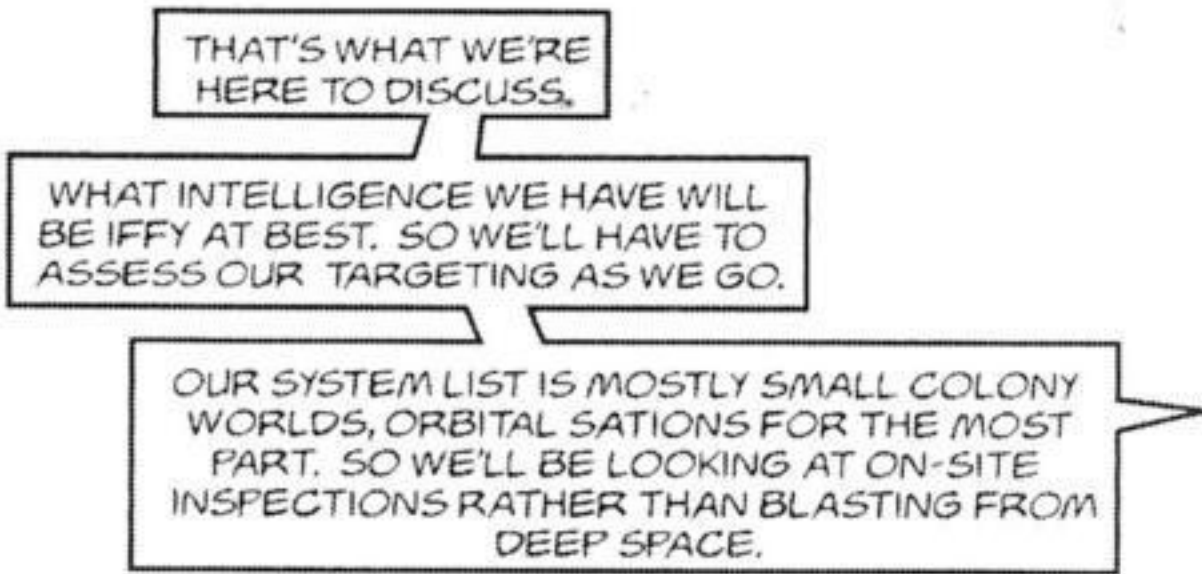 THAT'S WHAT WE'RE
HERE TO DISCUSS.
WHAT INTELLIGENCE WE HAVE WILL
BE IFFY AT BEST. SO WE'LL HAVE TO
ASSESS OUR TARGETING AS WE GO.
OUR SYSTEM LIST IS MOSTLY SMALL COLONY
WORLDS, ORBITAL SATIONS FOR THE MOST
PART. SO WE'LL BE LOOKING AT ON-SITE
INSPECTIONS RATHER THAN BLASTING FROM
DEEP SPACE.